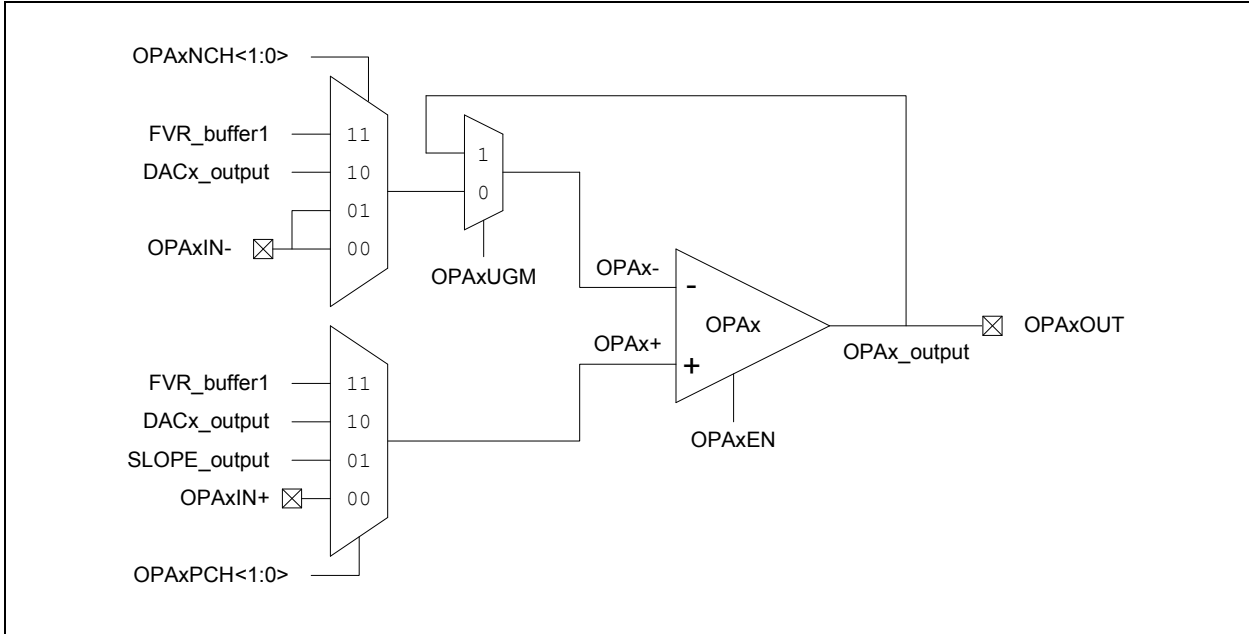 OPAxNCH<1:0>
FVR_buffer1
11
DACx_output
10
01
OPAxIN-
00
1
0
OPAxUGM
OPAx-
-
OPAx
OPAx+
+
OPAxEN
OPAx_output
OPAxOUT
FVR_buffer1
11
DACx_output
10
SLOPE_output
01
OPAxIN+
00
OPAxPCH<1:0>